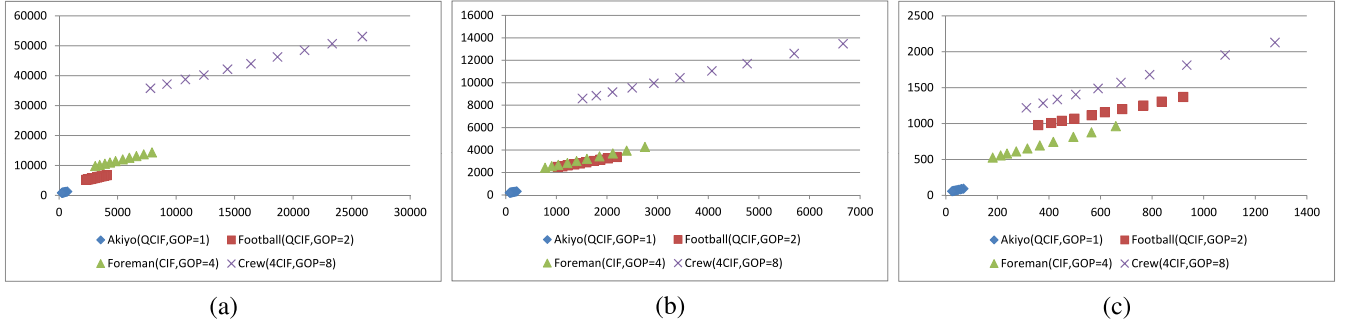 60000
50000
40000
30000
20000
10000
0
0 5000 10000 15000 20000 25000 30000
Akiyo(QCIF,GOP=1) Football(QCIF,GOP=2)
Foreman(CIF,GOP=4) Crew(4CIF,GOP=8)
(a)
16000
14000
12000
10000
8000
6000
4000
2000
0
0 1000 2000 3000 4000 5000 6000 7000
Akiyo(QCIF,GOP=1) Football(QCIF,GOP=2)
Foreman(CIF,GOP=4) Crew(4CIF,GOP=8)
(b)
2500
2000
1500
1000
500
0
0 200 400 600 800 1000 1200 1400
Akiyo(QCIF,GOP=1) Football(QCIF,GOP=2)
Foreman(CIF,GOP=4) Crew(4CIF,GOP=8)
(c)